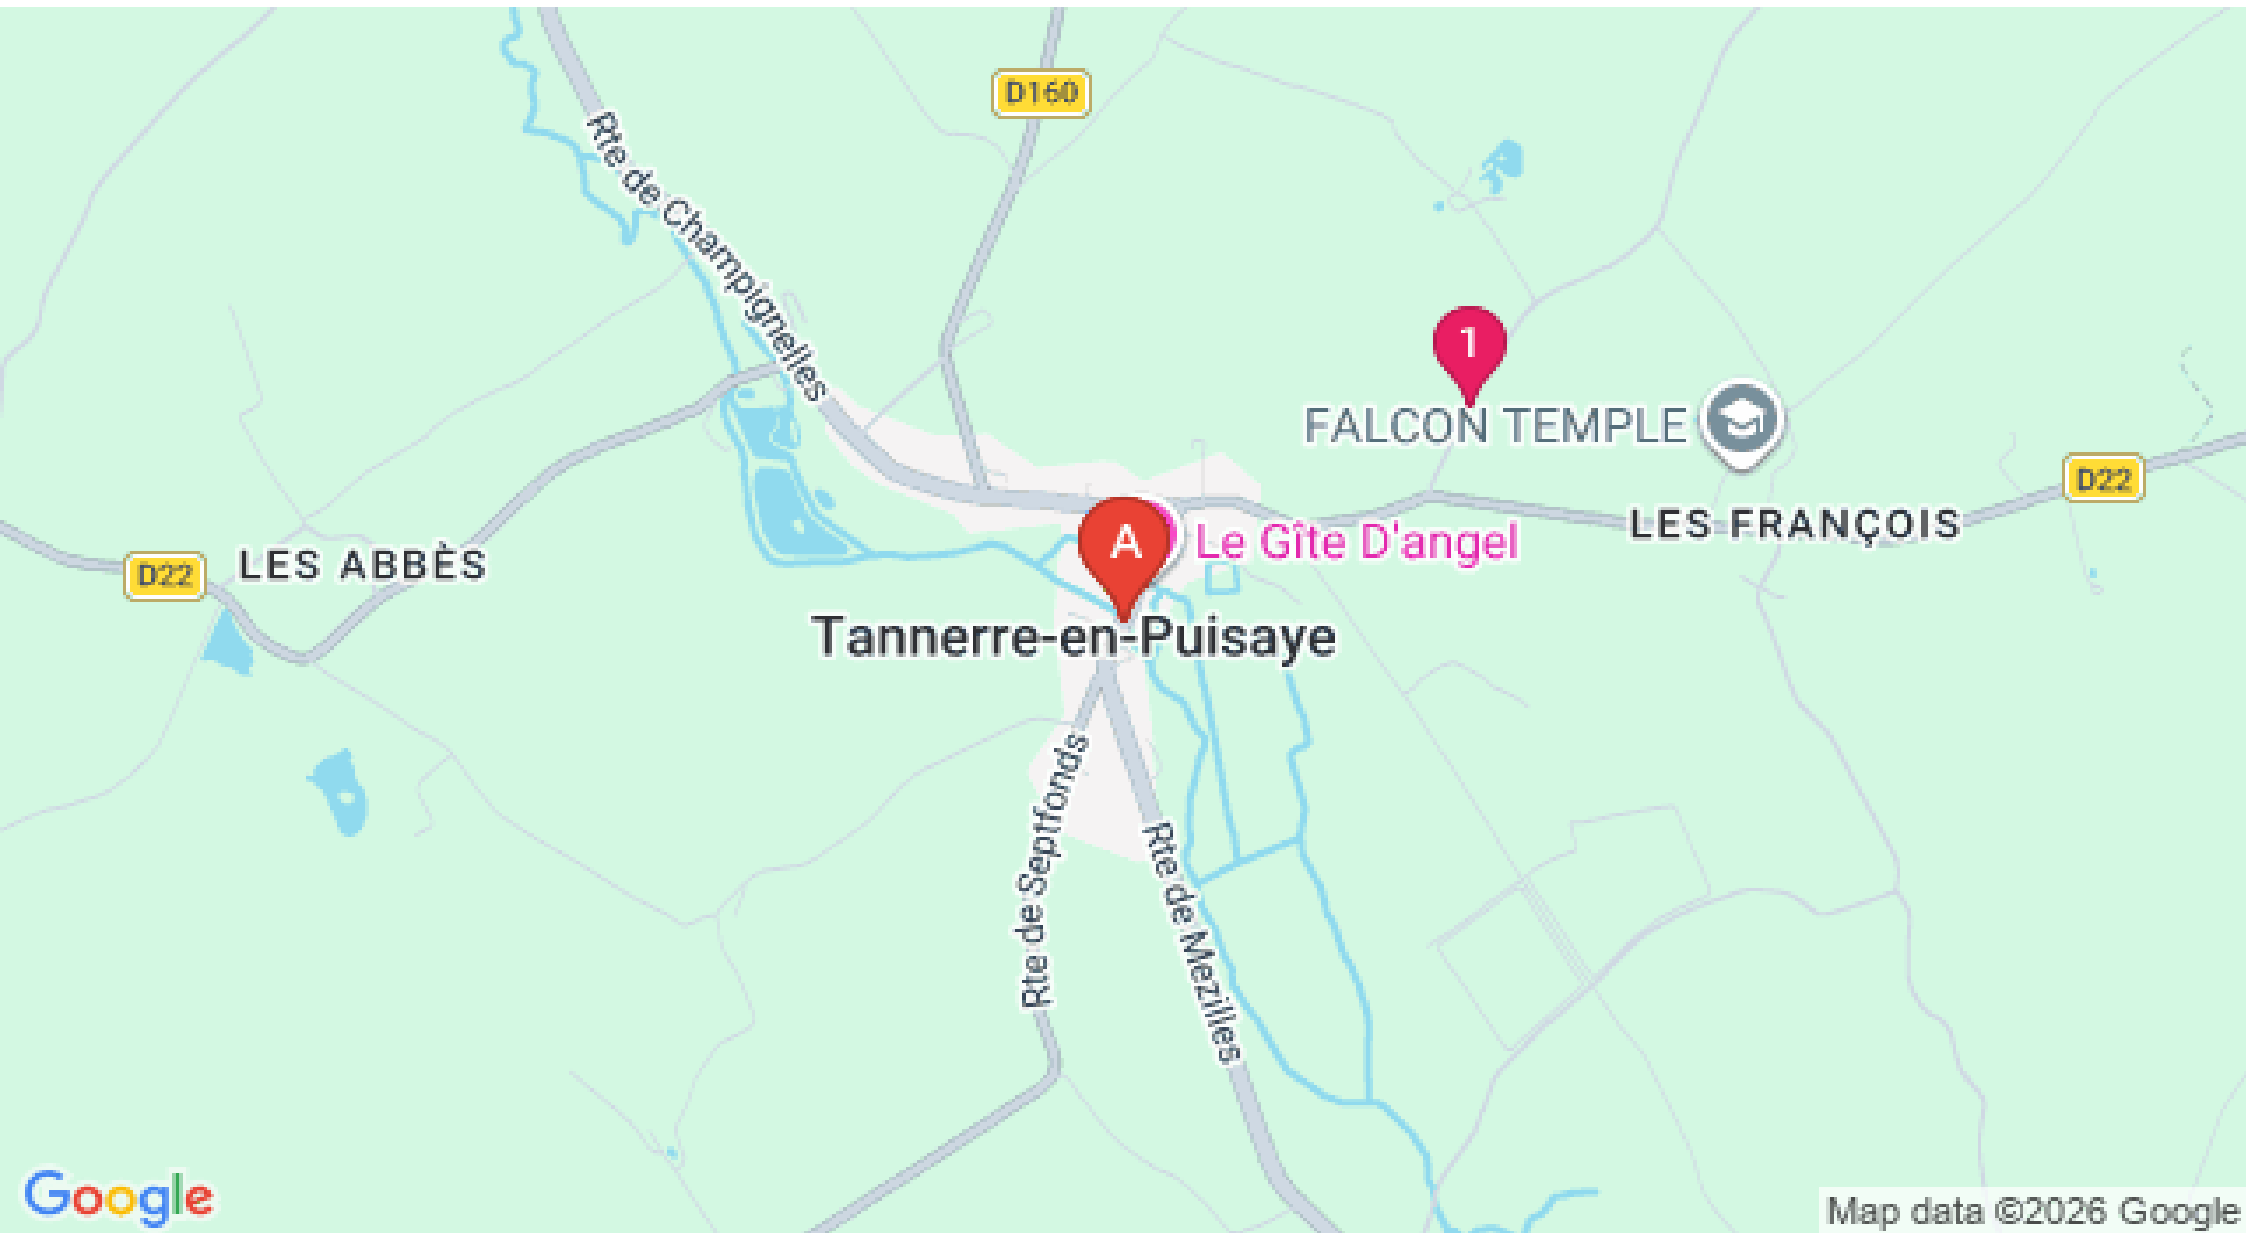 D160
Rte de Champignelles
1
FALCON TEMPLE
D22
LES FRANÇOIS
A
Le Gîte D'angel
D22
LES ABBÈS
Tannerre-en-Puisaye
Rte de Septfonds
Rte de Mezilles
Google
Map data ©2026 Google